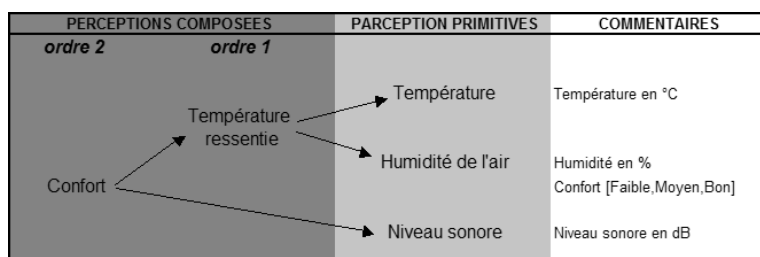 PERCEPTIONS COMPOSEES PARCEPTION PRIMITIVES COMMENTAIRES
ordre 2 ordre 1
Température Température en °C
Température
ressentie
Humidité de l'air Humidité en %
Confort Confort [Faible,Moyen,Bon]
Niveau sonore Niveau sonore en dB